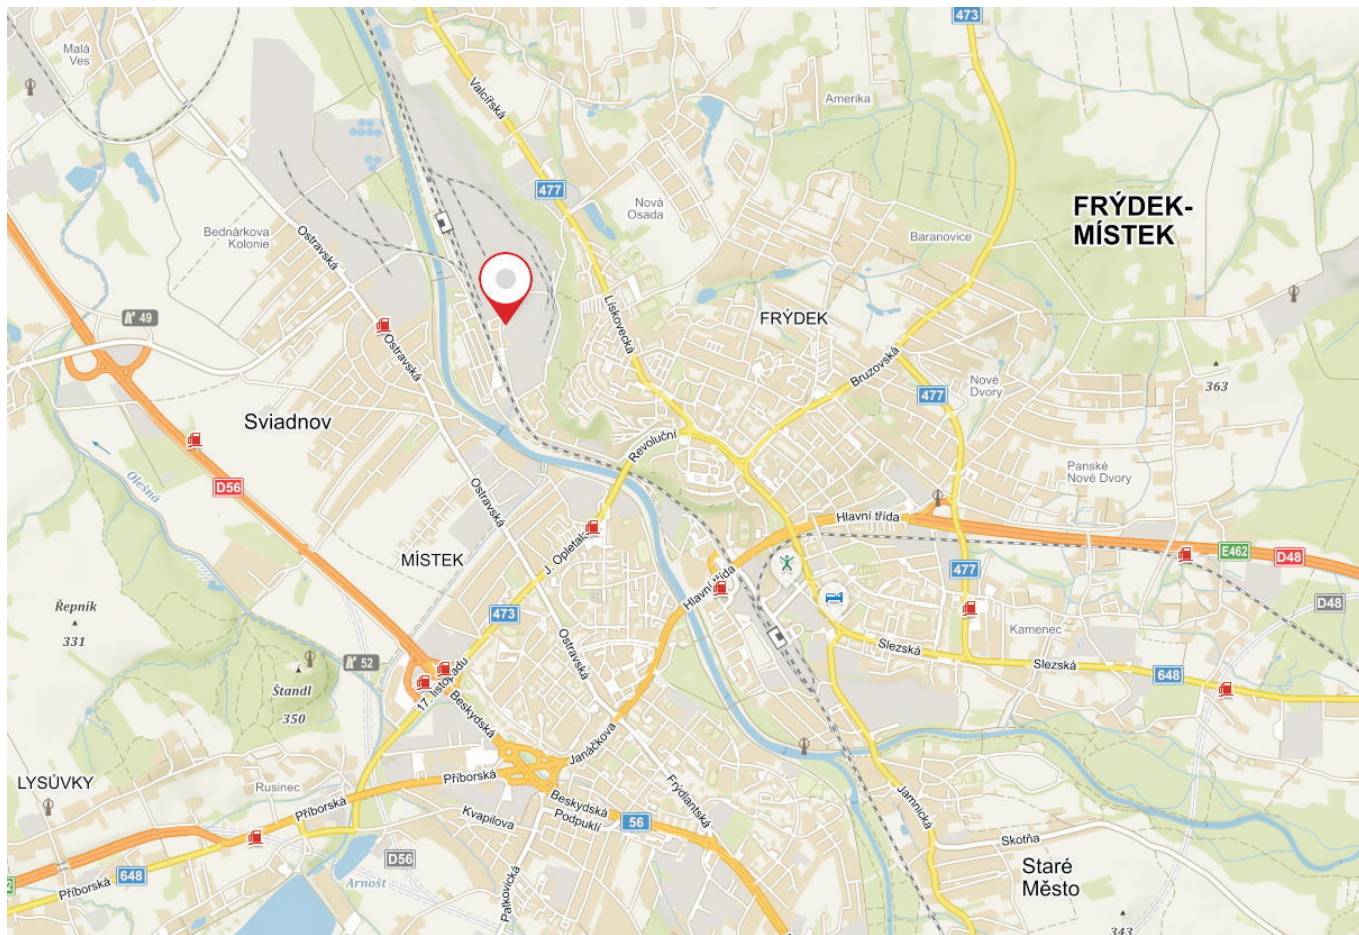 473
Malá
Ves
Valcířská
Amerika
477
Nová
Osada
FRÝDEK-
MÍSTEK
Bednárkova
Kolonie
Ostravská
Baranovice
49
Lískovecká
FRÝDEK
Ostravská
Bruzovská
Nové
Dvory
363
477
Sviadnov
Revoluční
Panské
Nové Dvory
Olešná
D56
Ostravská
Hlavní třída
MÍSTEK
J. Opletala
E462
D48
477
Hlavní třída
D48
Řepník
331
473
Kamenec
Ostravská
Slezská
Slezská
648
52
Štandl
350
17. listopadu
Beskydská
Janáčkova
LYSŮVKY
Rusinec
Příborská
Příborská
Frýdlantská
Jamnická
Beskydská
Podpuklí
Kvapilova
56
Skotňa
D56
Staré
Město
648
Příborská
Arnošt
Palkovická
2
343